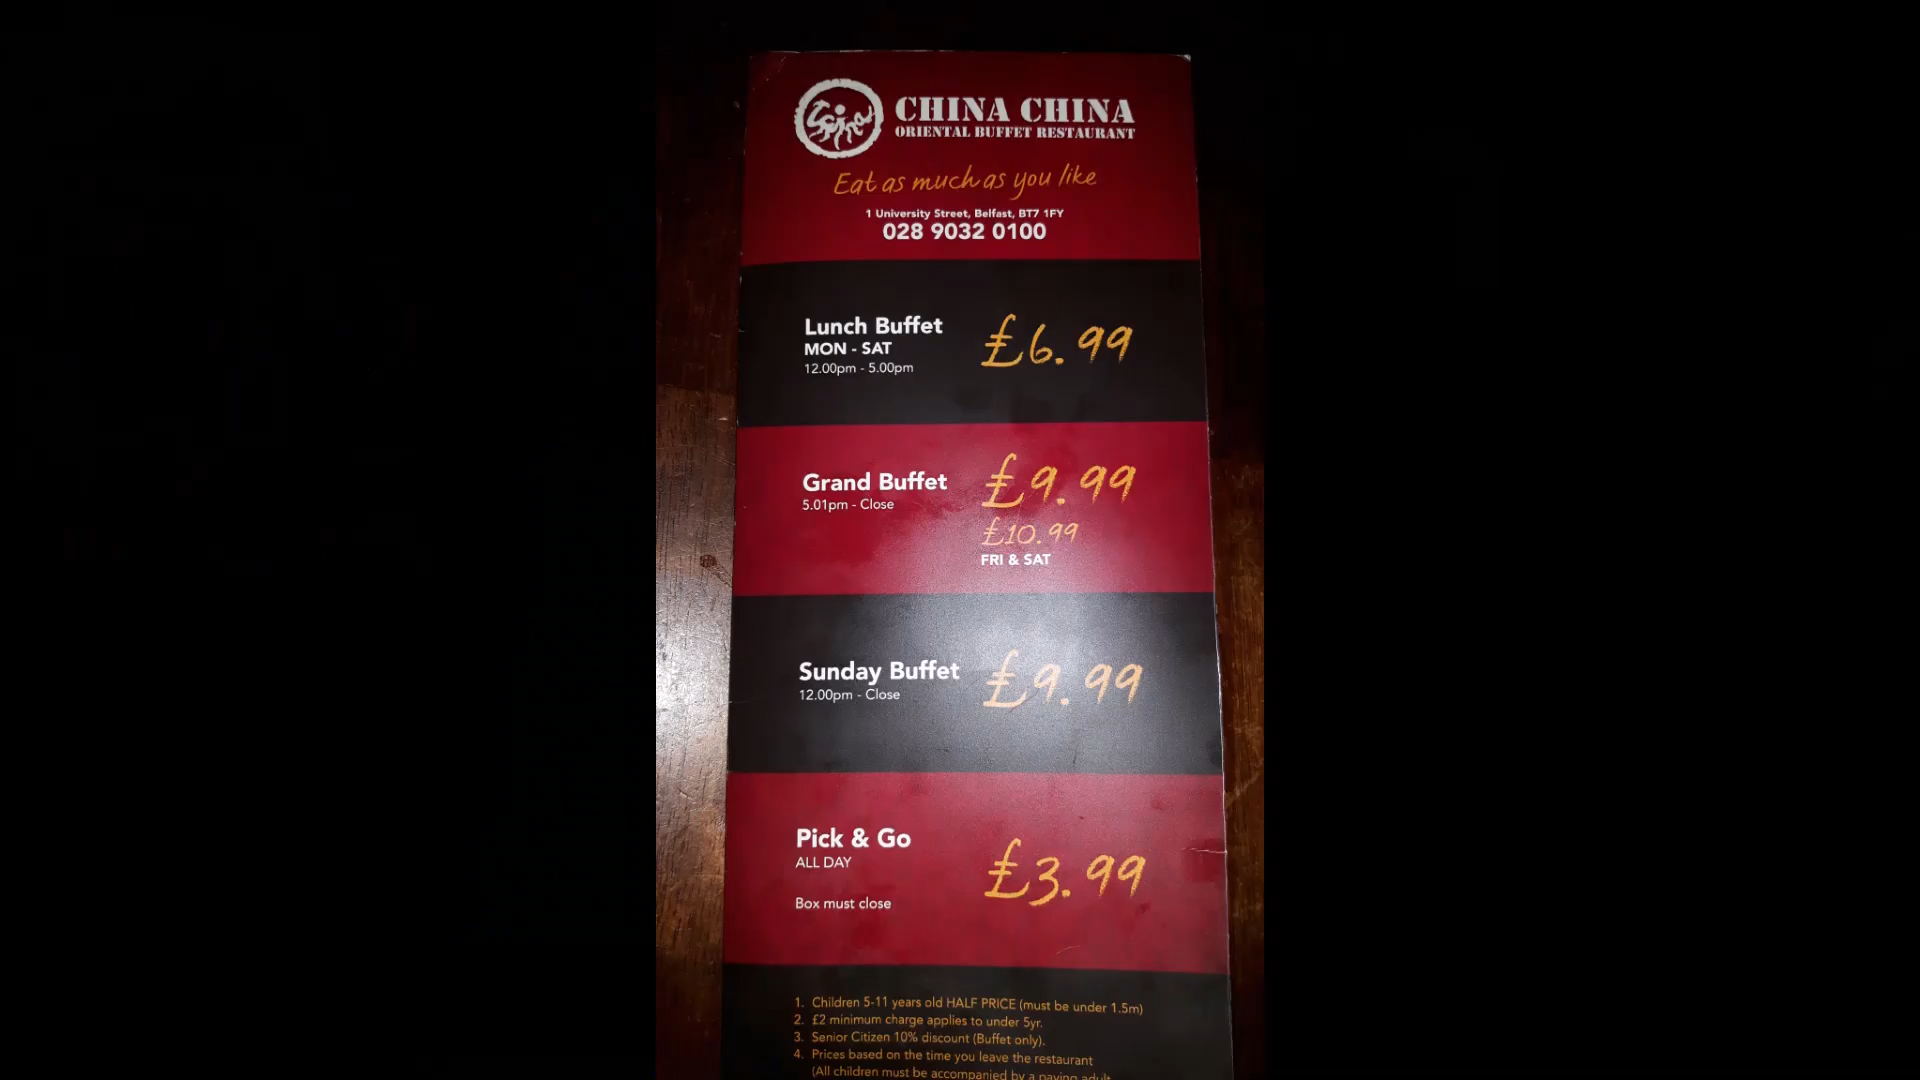 CHINA CHINA
ORIENTAL BUFFET RESTAURANT
Eat as much as you like
1 University Street, Belfast, BT7 1FY
028 9032 0100
Lunch Buffet
MON - SAT
12.00pm - 5.00pm
£6.99
Grand Buffet
5.01pm - Close
£9.99
£10.99
FRI & SAT
Sunday Buffet
12.00pm - Close
£9.99
Pick & Go
ALL DAY
Box must close
£3.99
1. Children 5-11 years old HALF PRICE (must be under 1.5m)
2. £2 minimum charge applies to under 5yr.
3. Senior Citizen 10% discount (Buffet only).
4. Prices based on the time you leave the restaurant
(All children must be accompanied by a paying adult